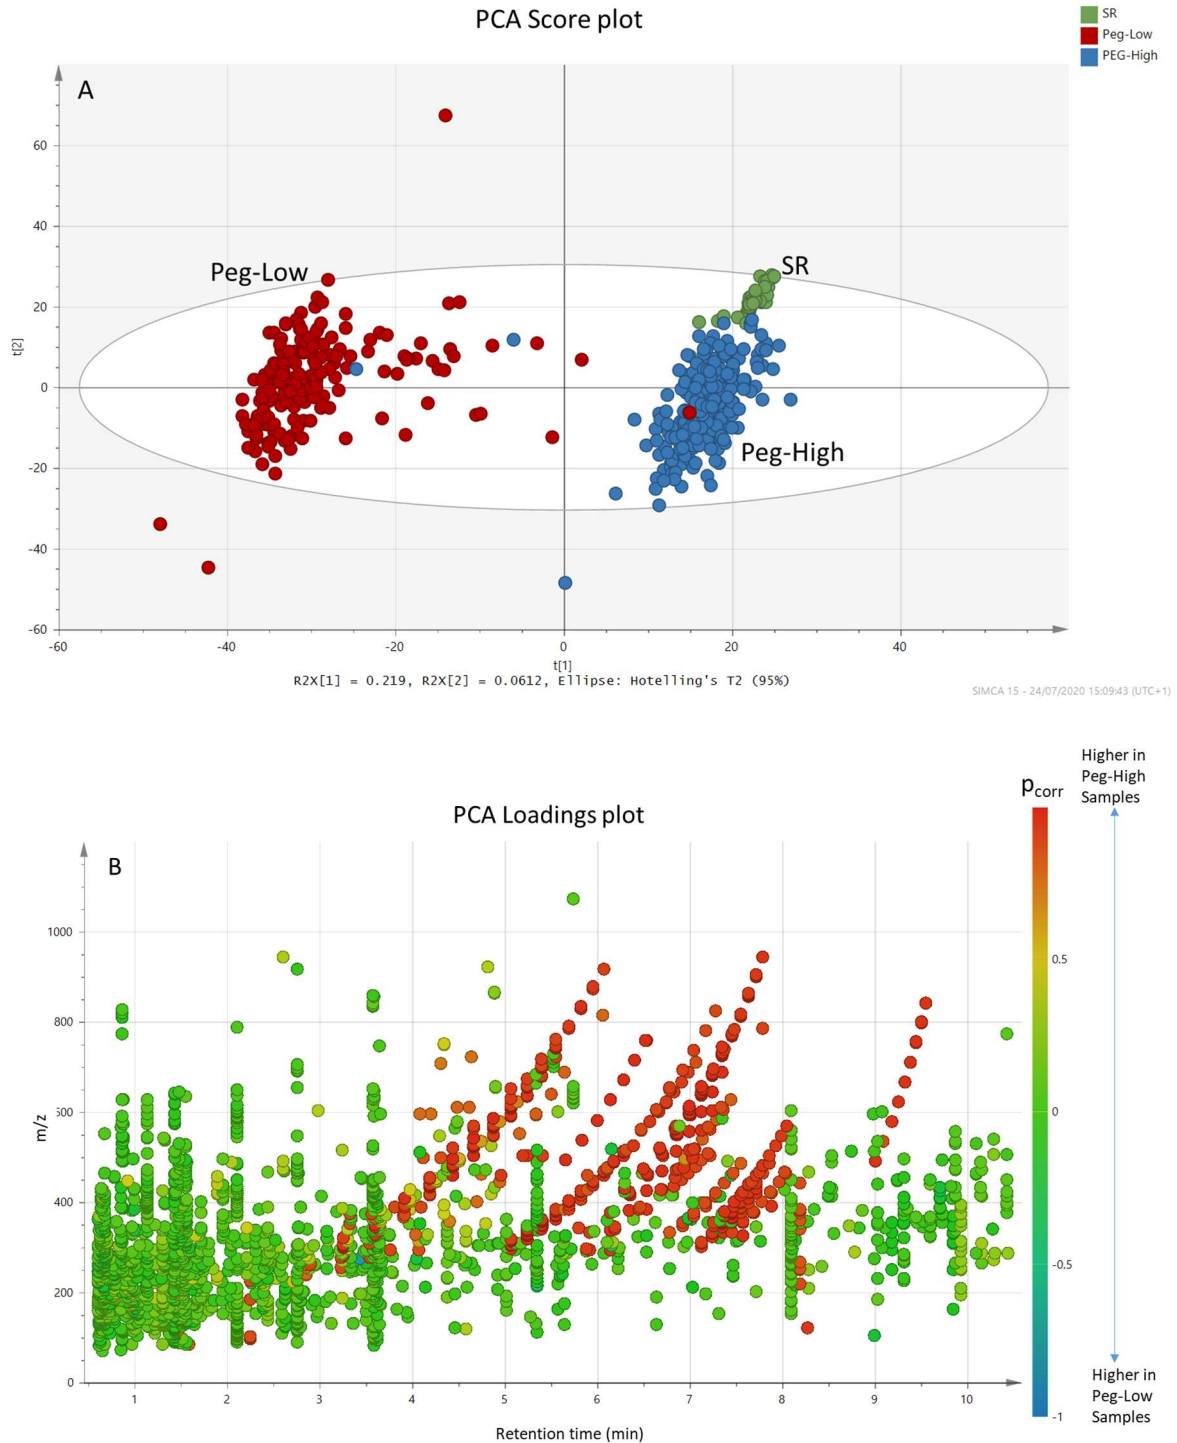 PCA Score plot
SR
Peg-Low
PEG-High
A
60
40
20
0
-20
-40
-60
t[2]
Peg-Low
SR
Peg-High
-60
-40
-20
0
20
40
t[1]
R2X[1] = 0.219, R2X[2] = 0.0612, Ellipse: Hotelling's T2 (95%)
SIMCA 15 - 24/07/2020 15:09:43 (UTC+1)
Higher in
Peg-High
Samples
pcorr
PCA Loadings plot
B
1000
800
600
400
200
0
m/z
0.5
0
-0.5
-1
1
2
3
4
5
6
7
8
9
10
Retention time (min)
Higher in
Peg-Low
Samples